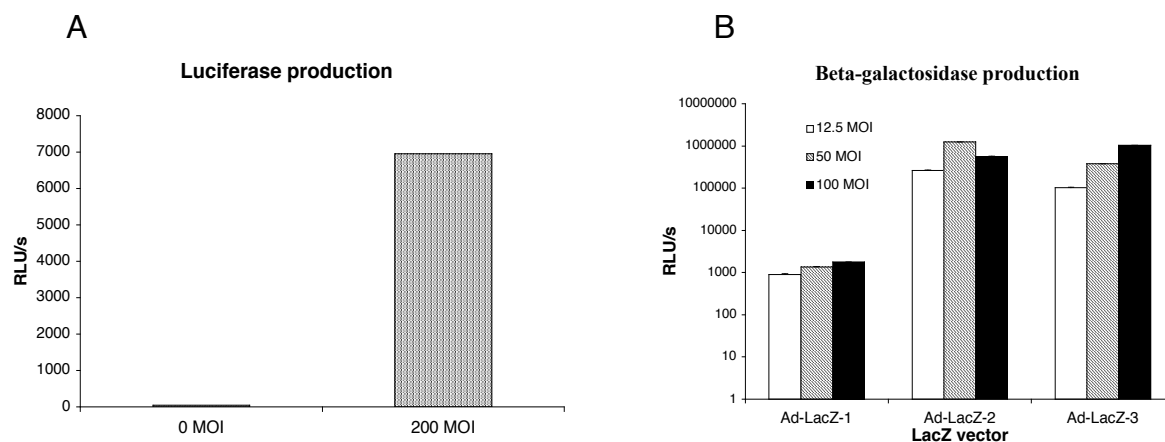 A
Luciferase production
8000
7000
6000
5000
4000
3000
2000
1000
0
RLU/s
0 MOI
200 MOI
B
Beta-galactosidase production
10000000
1000000
100000
10000
1000
100
10
1
RLU/s
12.5 MOI
50 MOI
100 MOI
Ad-LacZ-1
Ad-LacZ-2
Ad-LacZ-3
LacZ vector